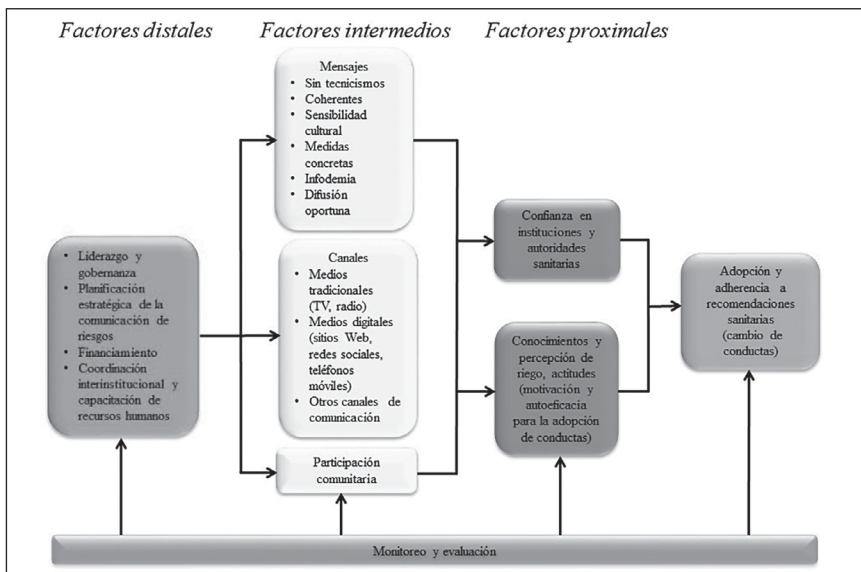 Factores distales
Factores intermedios
Factores proximales
• Liderazgo y
gobernanza
• Planificación
estratégica de la
comunicación de
riesgos
• Financiamiento
• Coordinación
interinstitucional y
capacitación de
recursos humanos
Mensajes
• Sin tecnicismos
• Coherentes
• Sensibilidad
cultural
• Medidas
concretas
• Infodemia
• Difusión
oportuna
Canales
• Medios
tradicionales
(TV, radio)
• Medios digitales
(sitios Web,
redes sociales,
teléfonos
móviles)
• Otros canales de
comunicación
Participación
comunitaria
Confianza en
instituciones y
autoridades
sanitarias
Conocimientos y
percepción de
riego, actitudes
(motivación y
autoeficacia
para la adopción
de conductas)
Adopción y
adherencia a
recomendaciones
sanitarias
(cambio de
conductas)
Monitoreo y evaluación